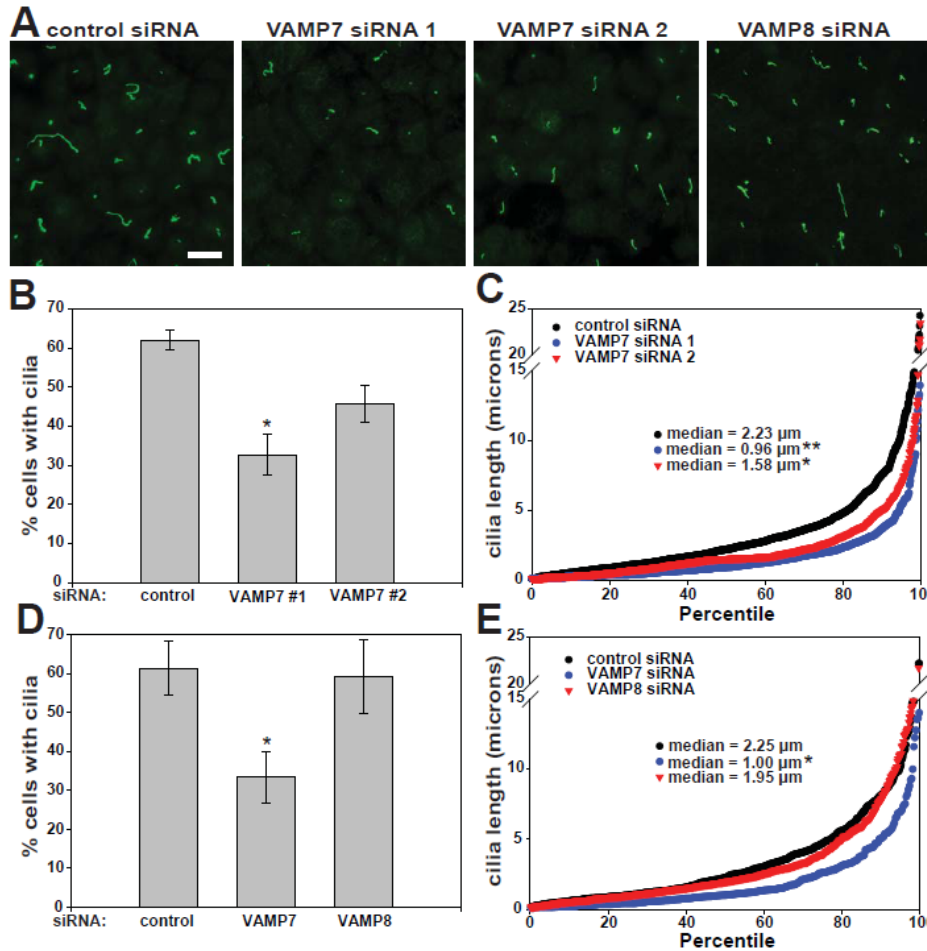 A control siRNA VAMP7 siRNA 1 VAMP7 siRNA 2 VAMP8 siRNA
B
70
60
50
40
30
20
10
0
% cells with cilia
siRNA: control VAMP7 #1 VAMP7 #2
*
C
25
20
15
10
5
0
cilia length (microns)
control siRNA
VAMP7 siRNA 1
VAMP7 siRNA 2
median = 2.23 µm
median = 0.96 µm**
median = 1.58 µm*
0 20 40 60 80 10
Percentile
D
70
60
50
40
30
20
10
0
% cells with cilia
*
siRNA: control VAMP7 VAMP8
E
25
20
15
10
5
0
cilia length (microns)
control siRNA
VAMP7 siRNA
VAMP8 siRNA
median = 2.25 µm
median = 1.00 µm*
median = 1.95 µm
0 20 40 60 80 10
Percentile